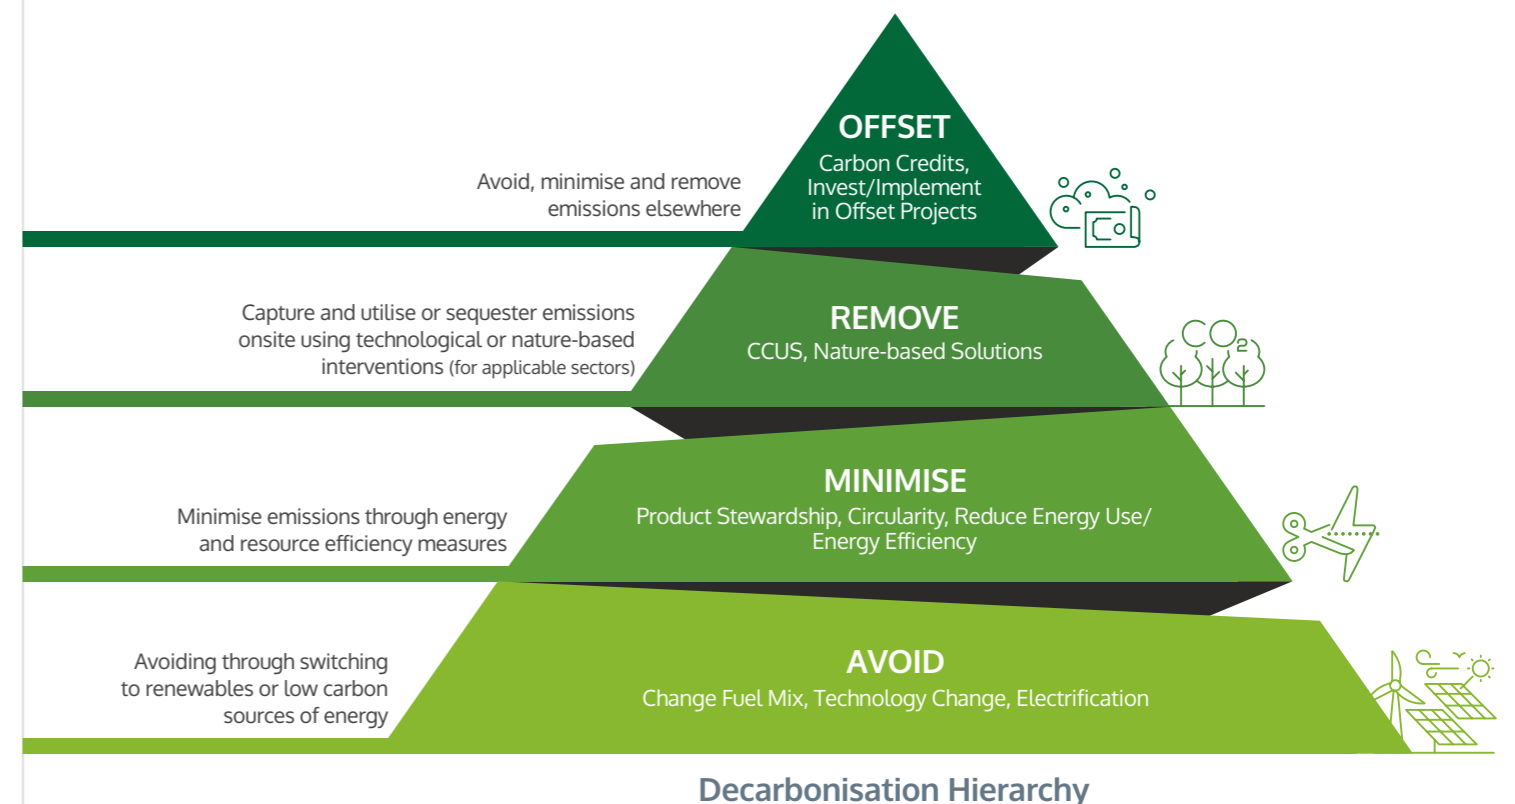 OFFSET
Carbon Credits,
Invest/Implement
in Offset Projects
Avoid, minimise and remove
emissions elsewhere
REMOVE
CCUS, Nature-based Solutions
Capture and utilise or sequester emissions
onsite using technological or nature-based
interventions (for applicable sectors)
CO2
MINIMISE
Product Stewardship, Circularity, Reduce Energy Use/
Energy Efficiency
Minimise emissions through energy
and resource efficiency measures
AVOID
Change Fuel Mix, Technology Change, Electrification
Avoiding through switching
to renewables or low carbon
sources of energy
Decarbonisation Hierarchy